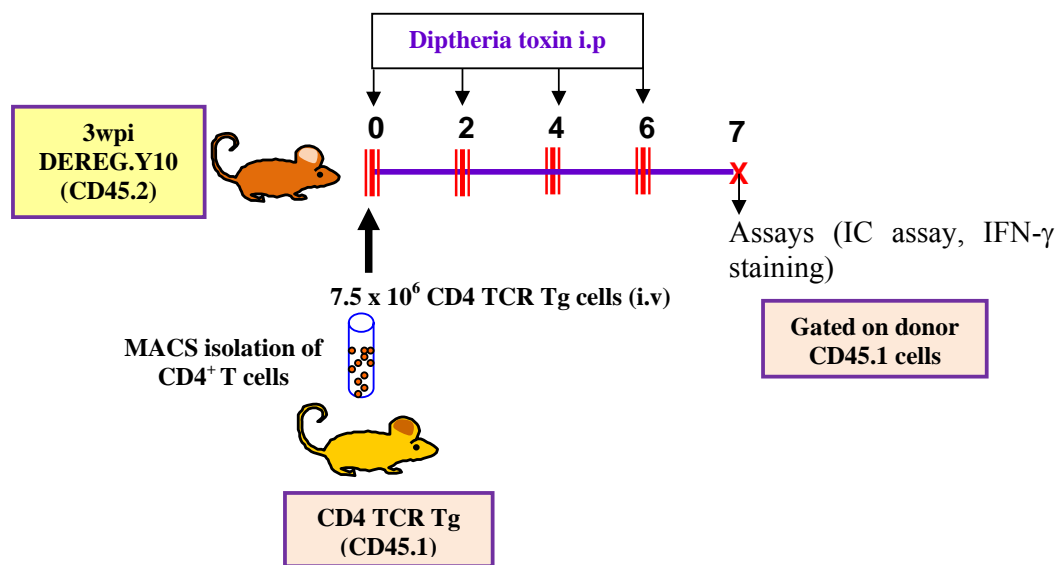 Diptheria toxin i.p
0 2 4 6 7
3wpi
DEREG.Y10
(CD45.2)
X
Assays (IC assay, IFN-γ
staining)
7.5 x 10⁶ CD4 TCR Tg cells (i.v)
Gated on donor
CD45.1 cells
MACS isolation of
CD4⁺ T cells
CD4 TCR Tg
(CD45.1)